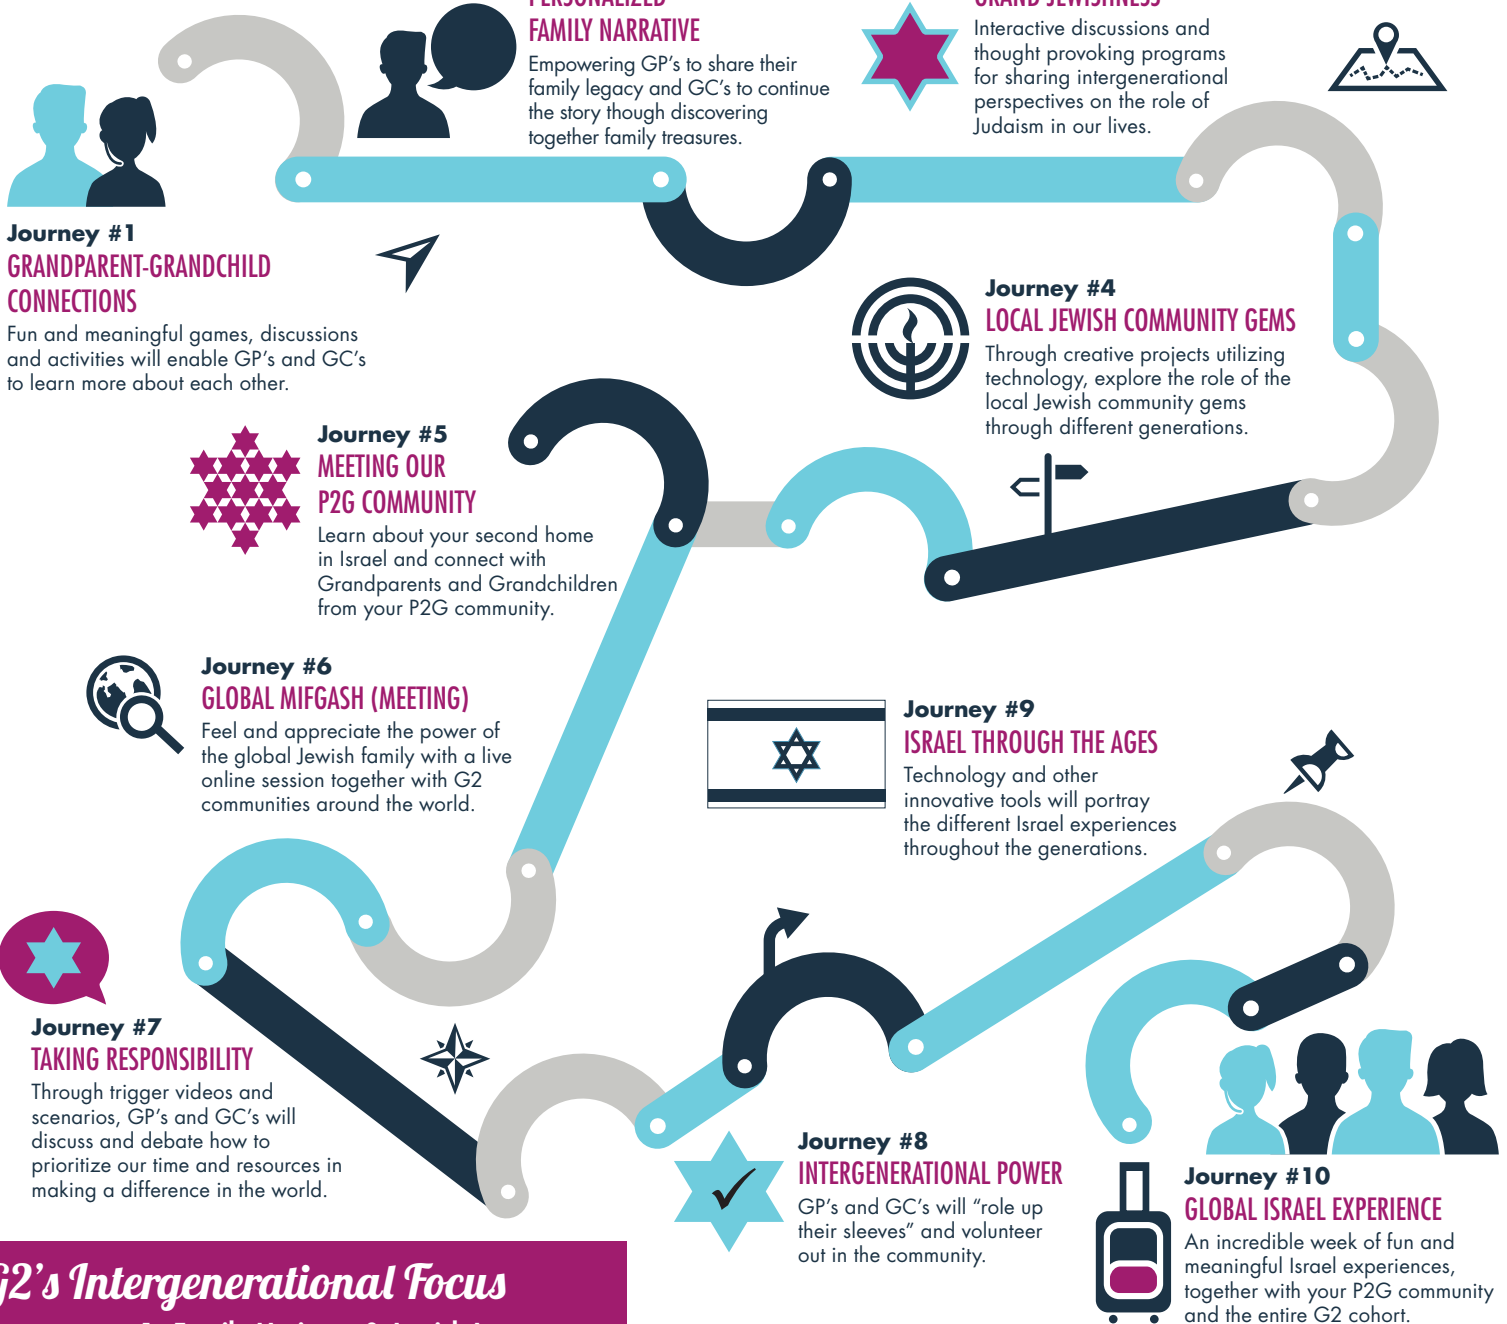 PERSONALIZED
FAMILY NARRATIVE
Empowering GP's to share their
family legacy and GC's to continue
the story though discovering
together family treasures.
GRAND JEWISHNESS
Interactive discussions and
thought provoking programs
for sharing intergenerational
perspectives on the role of
Judaism in our lives.
Journey #1
GRANDPARENT-GRANDCHILD
CONNECTIONS
Fun and meaningful games, discussions
and activities will enable GP's and GC's
to learn more about each other.
Journey #4
LOCAL JEWISH COMMUNITY GEMS
Through creative projects utilizing
technology, explore the role of the
local Jewish community gems
through different generations.
Journey #5
MEETING OUR
P2G COMMUNITY
Learn about your second home
in Israel and connect with
Grandparents and Grandchildren
from your P2G community.
Journey #6
GLOBAL MIFGASH (MEETING)
Feel and appreciate the power of
the global Jewish family with a live
online session together with G2
communities around the world.
Journey #9
ISRAEL THROUGH THE AGES
Technology and other
innovative tools will portray
the different Israel experiences
throughout the generations.
Journey #7
TAKING RESPONSIBILITY
Through trigger videos and
scenarios, GP's and GC's will
discuss and debate how to
prioritize our time and resources in
making a difference in the world.
Journey #8
INTERGENERATIONAL POWER
GP's and GC's will “role up
their sleeves” and volunteer
out in the community.
Journey #10
GLOBAL ISRAEL EXPERIENCE
An incredible week of fun and
meaningful Israel experiences,
together with your P2G community
and the entire G2 cohort.
G2's Intergenerational Focus